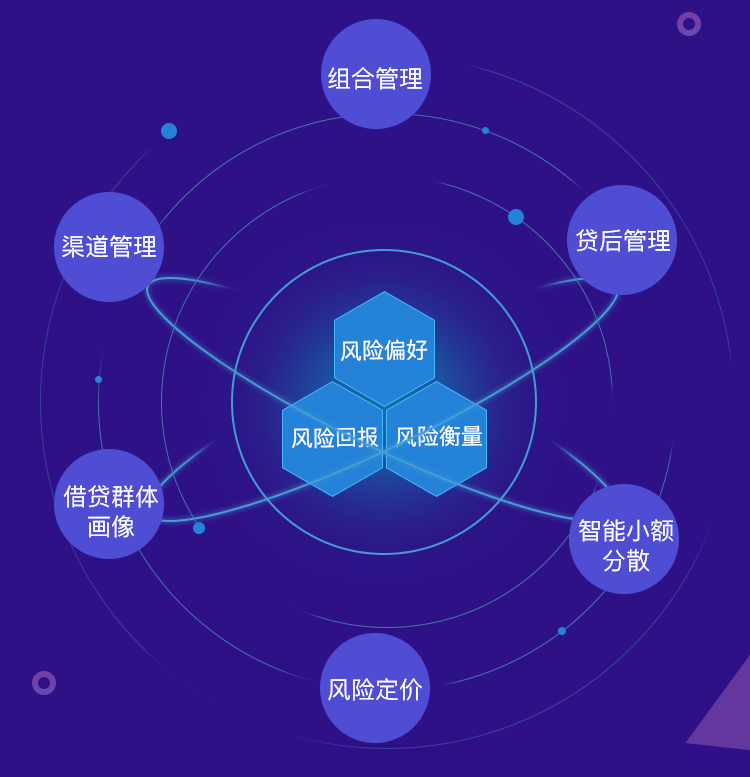 组合管理
渠道管理
贷后管理
风险偏好
风险回报
风险衡量
借贷群体
画像
智能小额
分散
风险定价